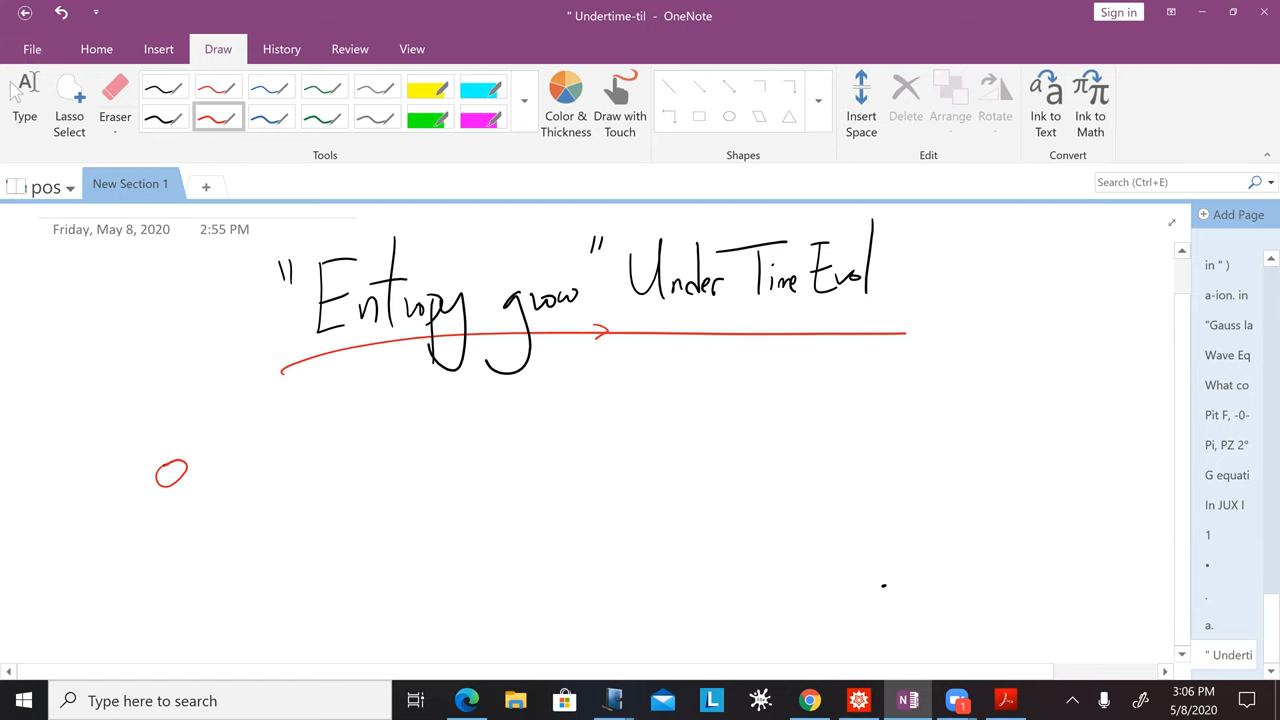 " Undertime-til - OneNote
Sign in
File Home Insert Draw History Review View
Type
Lasso Select
Eraser
Color & Thickness
Draw with Touch
Insert Space
Delete
Arrange
Rotate
Ink to Text
Ink to Math
Tools Shapes Edit Convert
pos New Section 1
Search (Ctrl+E)
Add Page
Friday, May 8, 2020 2:55 PM
"Entropy grow" Under Time Evol
in " )
a-ion. in
"Gauss la
Wave Eq
What co
Pit F, -0-
Pi, PZ 2°
G equati
In JUX l
1
•
.
a.
" Underti
Type here to search
1
3:06 PM
5/8/2020